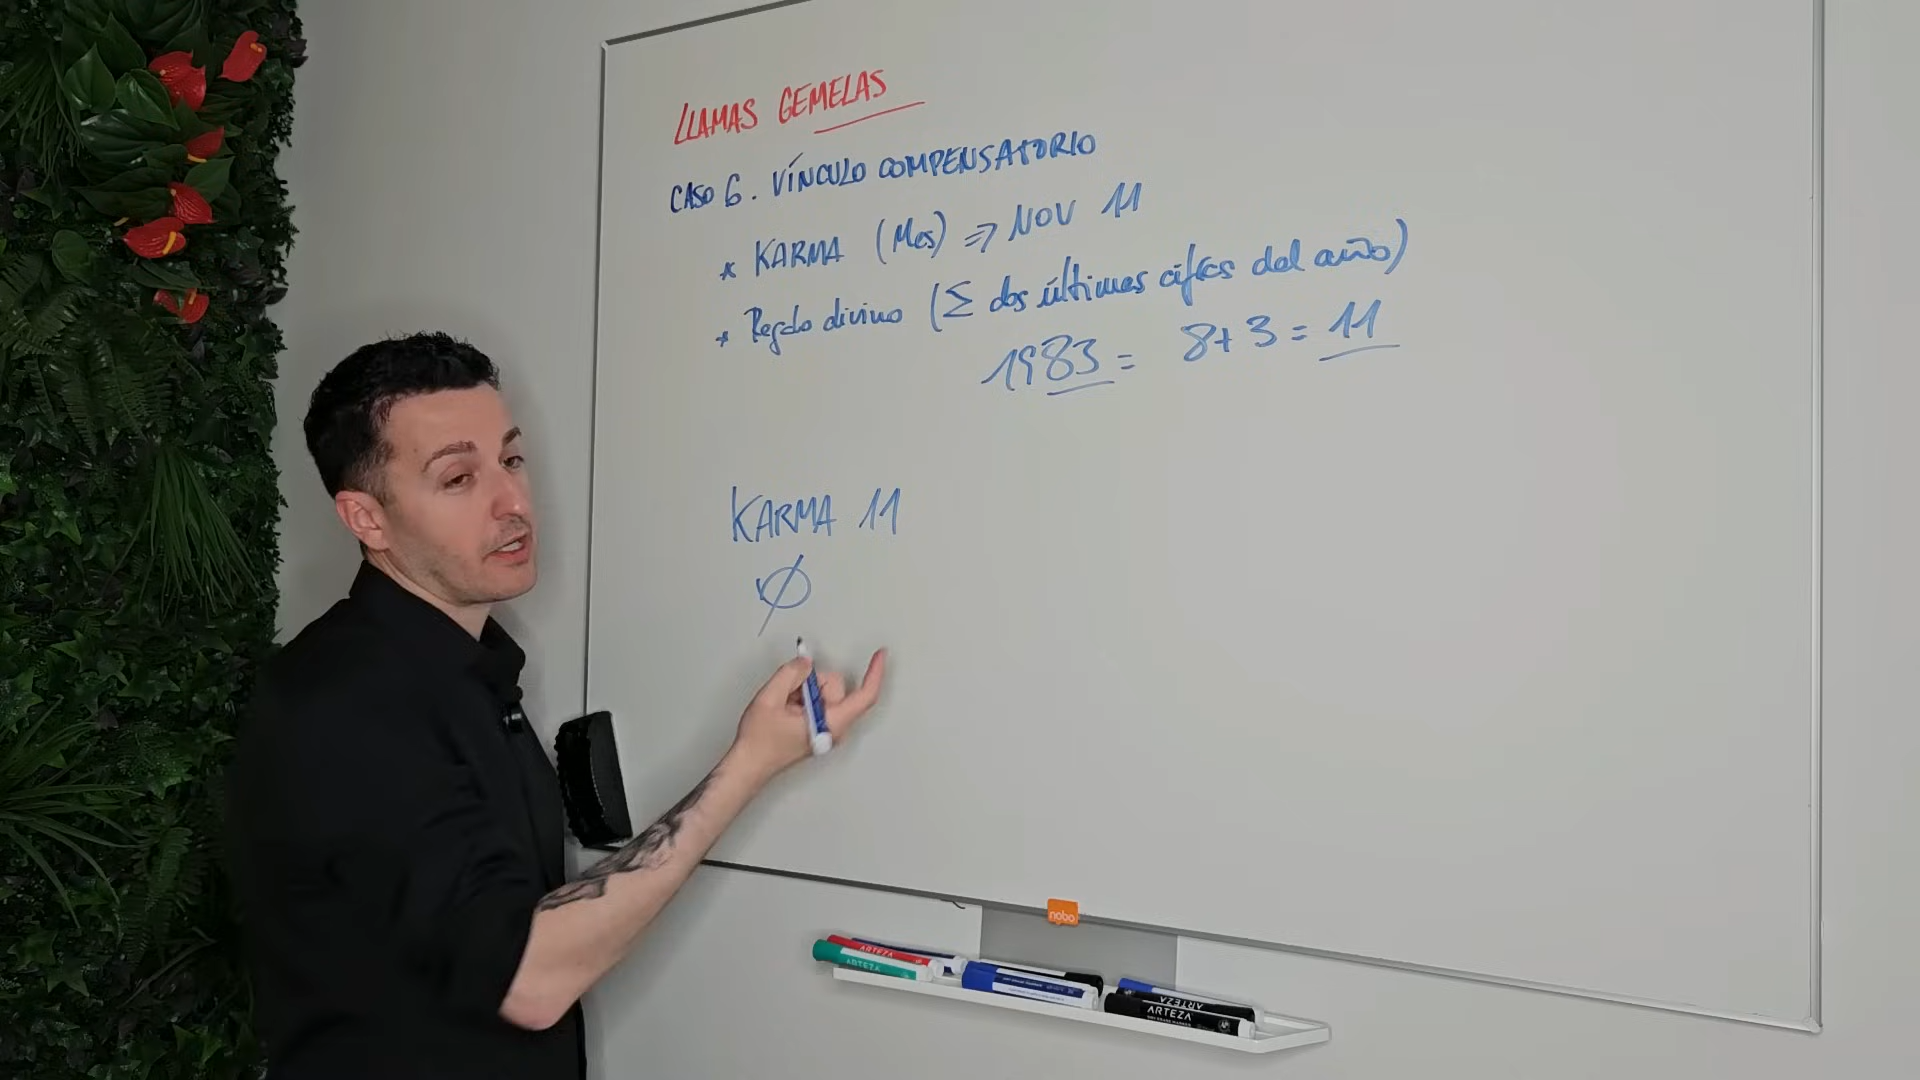 LLAMAS GEMELAS
CASO 6. VÍNCULO COMPENSATORIO
* KARMA (Mes) => NOV 11
* Regalo divino (Σ dos últimas cifras del año)
1983 = 8+3 = 11
KARMA 11
Ø
nobo
ARTEZA
ARTEZA
ARTEZA
ARTEZA